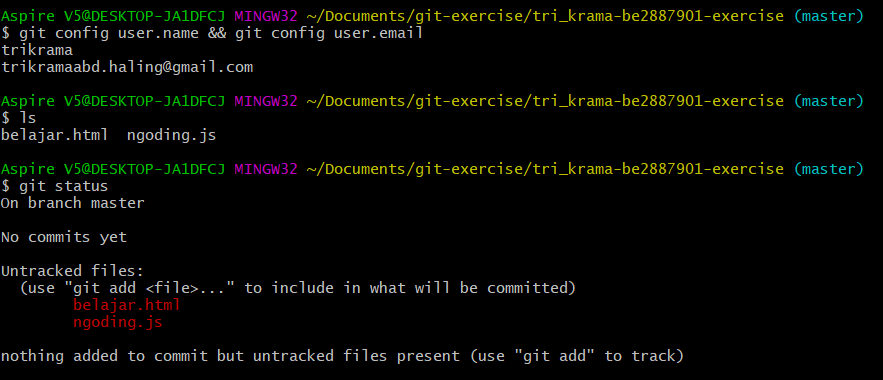 Aspire V5@DESKTOP-JA1DFCJ MINGW32 ~/Documents/git-exercise/tri_krama-be2887901-exercise (master)
$ git config user.name && git config user.email
trikrama
trikramaabd.haling@gmail.com
Aspire V5@DESKTOP-JA1DFCJ MINGW32 ~/Documents/git-exercise/tri_krama-be2887901-exercise (master)
$ ls
belajar.html  ngoding.js
Aspire V5@DESKTOP-JA1DFCJ MINGW32 ~/Documents/git-exercise/tri_krama-be2887901-exercise (master)
$ git status
On branch master
No commits yet
Untracked files:
  (use "git add <file>..." to include in what will be committed)
        belajar.html
        ngoding.js
nothing added to commit but untracked files present (use "git add" to track)